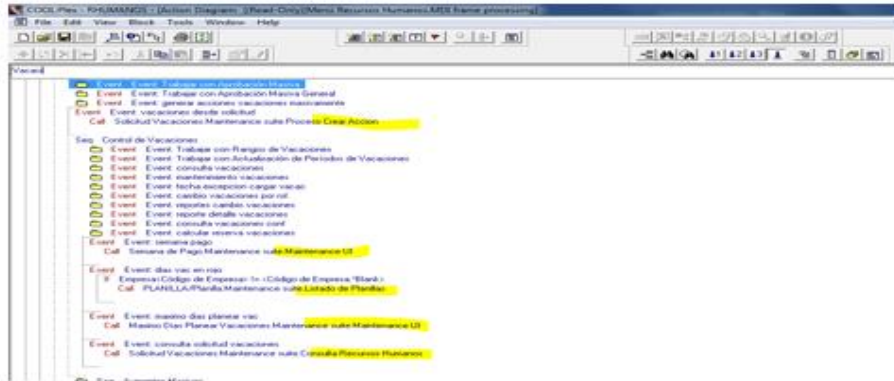 COOL:Plex - RHUMANOS - [Action Diagram: [(Read-Only)]Menú Recursos Humanos.MDI frame processing]
File Edit View Block Tools Window Help
Vacaci
Event Event: Trabajar con Aprobación Masiva
Event Event: Trabajar con Aprobación Masiva General
Event Event: generar acciones vacaciones masivamente
Event Event: vacaciones desde solicitud
Call Solicitud Vacaciones.Maintenance suite.Proceso Crear Accion
Seq Control de Vacaciones
Event Event: Trabajar con Rangos de Vacaciones
Event Event: Trabajar con Actualización de Períodos de Vacaciones
Event Event: consulta vacaciones
Event Event: mantenimiento vacaciones
Event Event: fecha excepcion cargar vacas
Event Event: cambio vacaciones por rol
Event Event: reportes cambio vacaciones
Event Event: reporte detalle vacaciones
Event Event: consulta vacaciones conf
Event Event: calcular reserva vacaciones
Event Event: semana pago
Call Semana de Pago.Maintenance suite.Maintenance UI
Event Event: dias vac en rojo
If Empresa<Código de Empresa> != <Código de Empresa.*Blank>
Call PLANILLA/Planilla.Maintenance suite.Listado de Planillas
Event Event: maximo dias planear vac
Call Maximo Dias Planear Vacaciones.Maintenance suite.Maintenance UI
Event Event: consulta solicitud vacaciones
Call Solicitud Vacaciones.Maintenance suite.Consulta Recursos Humanos
Seq Aumentos Masivos